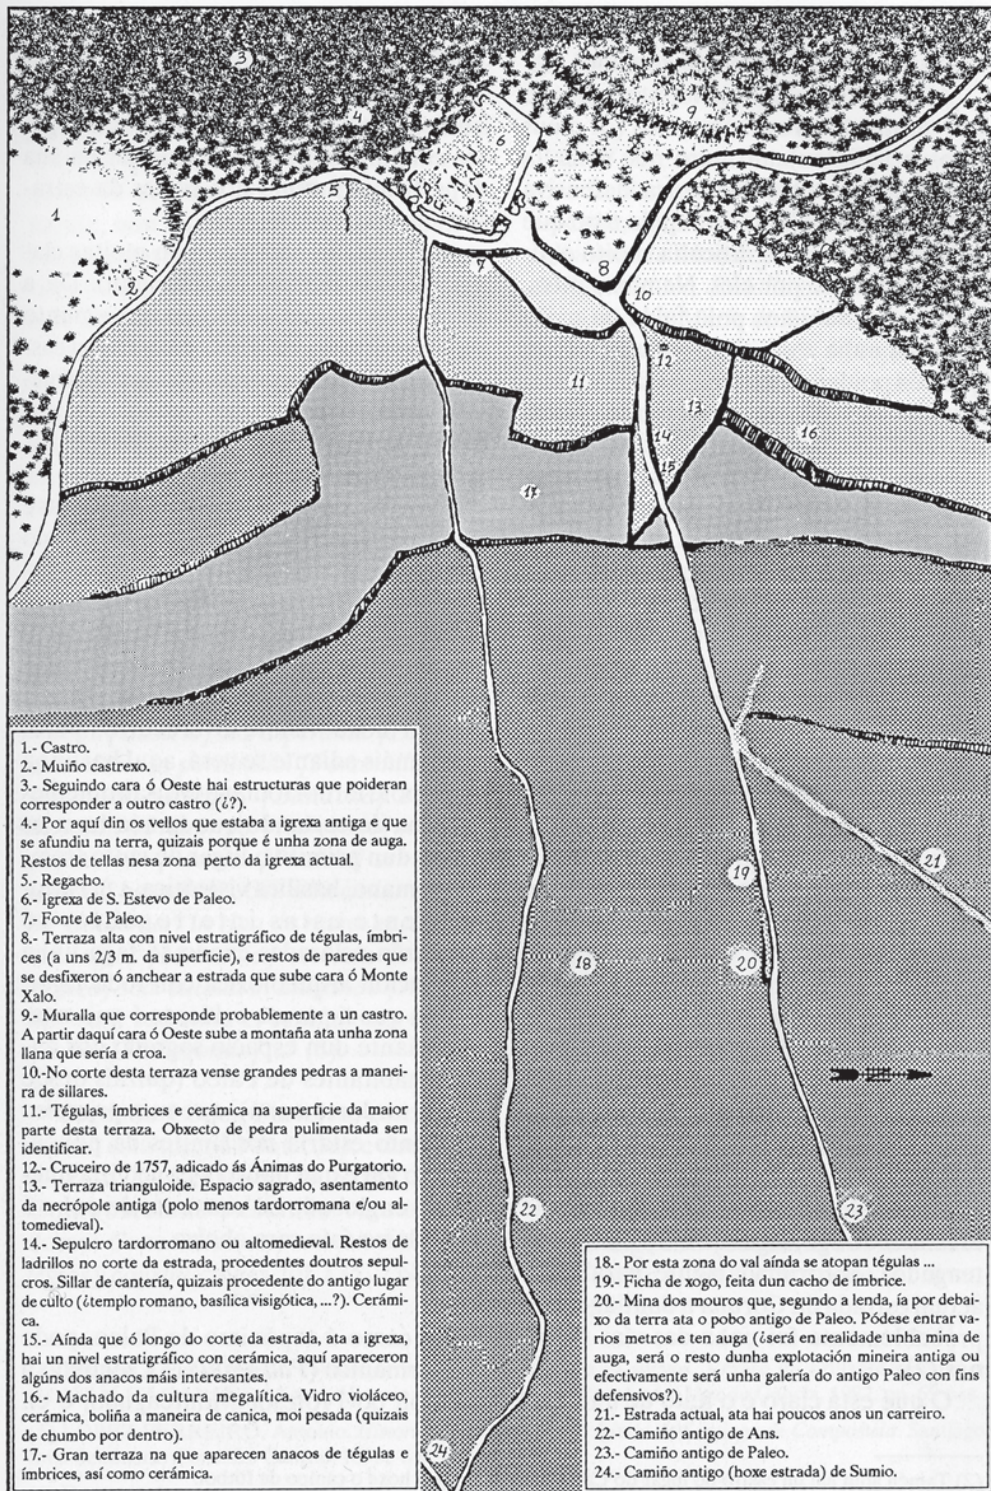 3
4
6
9
1
5
2
7
8
10
12
11
13
14
15
16
17
1.- Castro.
2.- Muiño castrexo.
3.- Seguindo cara ó Oeste hai estructuras que poideran
corresponder a outro castro (¿?).
4.- Por aquí din os vellos que estaba a igrexa antiga e que
se afundiu na terra, quizais porque é unha zona de auga.
Restos de tellas nesa zona perto da igrexa actual.
5.- Regacho.
6.- Igrexa de S. Estevo de Paleo.
7.- Fonte de Paleo.
8.- Terraza alta con nivel estratigráfico de tégulas, ímbri-
ces (a uns 2/3 m. da superficie), e restos de paredes que
se desfixeron ó anchear a estrada que sube cara ó Monte
Xalo.
9.- Muralla que corresponde probablemente a un castro.
A partir daquí cara ó Oeste sube a montaña ata unha zona
llana que sería a croa.
10.-No corte desta terraza vense grandes pedras a manei-
ra de sillares.
11.- Tégulas, ímbrices e cerámica na superficie da maior
parte desta terraza. Obxecto de pedra pulimentada sen
identificar.
12.- Cruceiro de 1757, adicado ás Ánimas do Purgatorio.
13.- Terraza trianguloide. Espacio sagrado, asentamento
da necrópole antiga (polo menos tardorromana e/ou al-
tomedieval).
14.- Sepulcro tardorromano ou altomedieval. Restos de
ladrillos no corte da estrada, procedentes doutros sepul-
cros. Sillar de cantería, quizais procedente do antigo lugar
de culto (¿templo romano, basílica visigótica, ...?). Cerámi-
ca.
15.- Aínda que ó longo do corte da estrada, ata a igrexa,
hai un nivel estratigráfico con cerámica, aquí apareceron
algúns dos anacos máis interesantes.
16.- Machado da cultura megalítica. Vidro violáceo,
cerámica, boliña a maneira de canica, moi pesada (quizais
de chumbo por dentro).
17.- Gran terraza na que aparecen anacos de tégulas e
ímbrices, así como cerámica.
21
19
18
20
22
23
24
18.- Por esta zona do val aínda se atopan tégulas ...
19.- Ficha de xogo, feita dun cacho de ímbrice.
20.- Mina dos mouros que, segundo a lenda, ía por debai-
xo da terra ata o pobo antigo de Paleo. Pódese entrar va-
rios metros e ten auga (¿será en realidade unha mina de
auga, será o resto dunha explotación mineira antiga ou
efectivamente será unha galería do antigo Paleo con fins
defensivos?).
21.- Estrada actual, ata hai poucos anos un carreiro.
22.- Camiño antigo de Ans.
23.- Camiño antigo de Paleo.
24.- Camiño antigo (hoxe estrada) de Sumio.